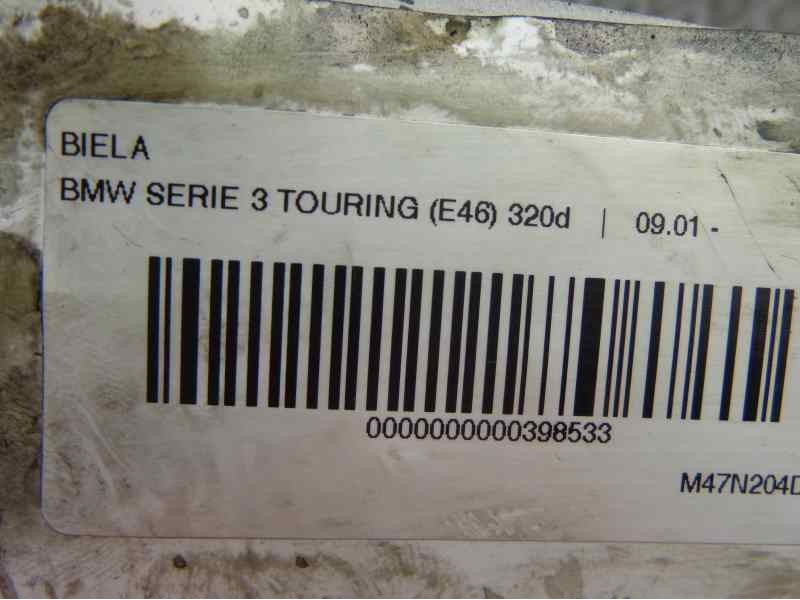 BIELA
BMW SERIE 3 TOURING (E46) 320d | 09.01 -
0000000000398533
M47N204D